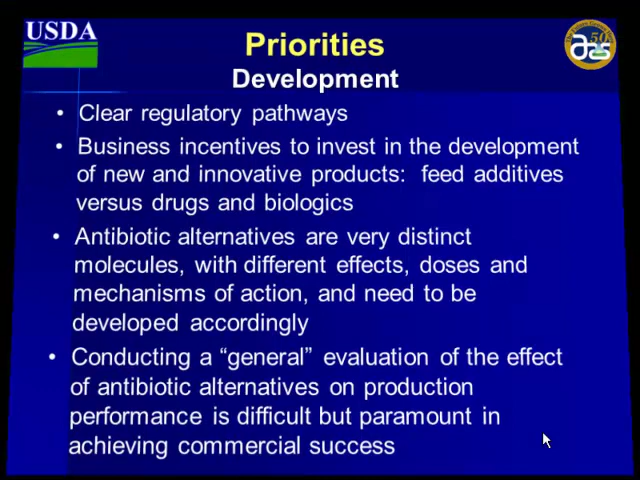 USDA
Priorities
Development
• Clear regulatory pathways
• Business incentives to invest in the development
of new and innovative products: feed additives
versus drugs and biologics
• Antibiotic alternatives are very distinct
molecules, with different effects, doses and
mechanisms of action, and need to be
developed accordingly
• Conducting a “general” evaluation of the effect
of antibiotic alternatives on production
performance is difficult but paramount in
achieving commercial success